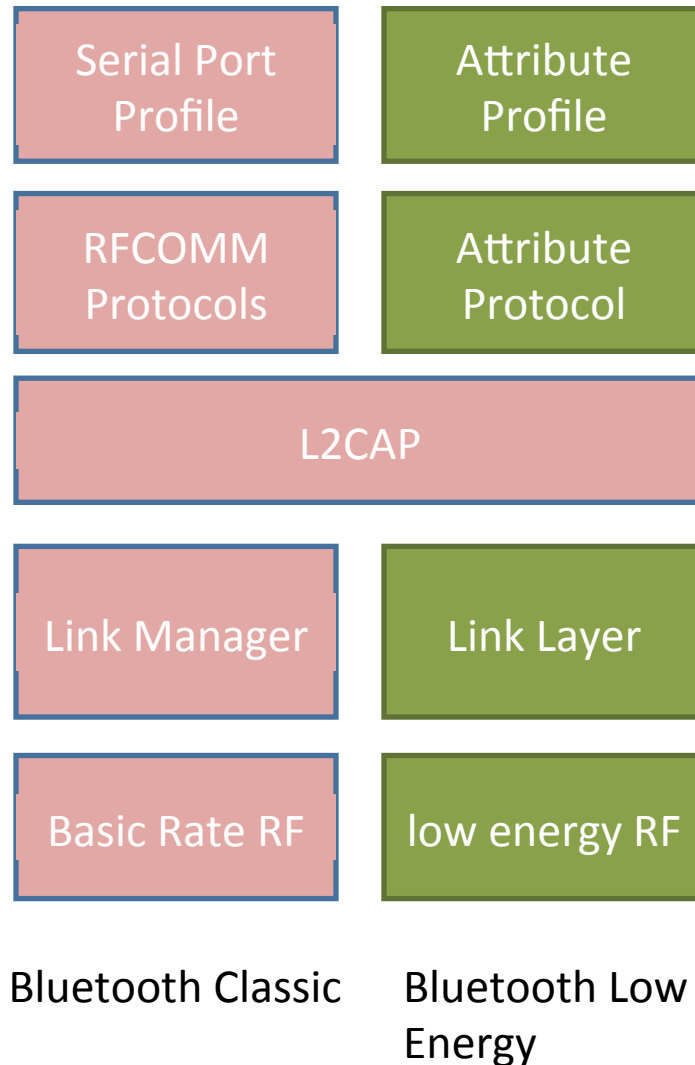 Serial Port
Profile
Attribute
Profile
RFCOMM
Protocols
Attribute
Protocol
L2CAP
Link Manager
Link Layer
Basic Rate RF
low energy RF
Bluetooth Classic
Bluetooth Low
Energy